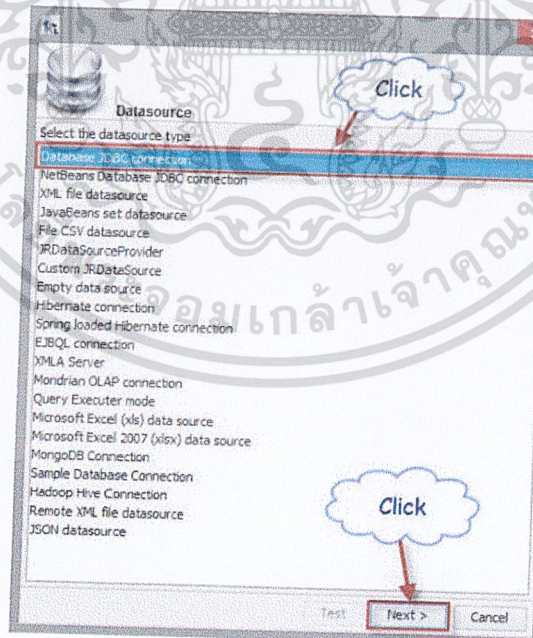 Click
Datasource
Select the datasource type
Database JDBC connection
NetBeans Database JDBC connection
XML file datasource
JavaBeans set datasource
File CSV datasource
JRDataSourceProvider
Custom JRDataSource
Empty data source
Hibernate connection
Spring loaded Hibernate connection
EJBQL connection
XMLA Server
Mondrian OLAP connection
Query Executer mode
Microsoft Excel (xls) data source
Microsoft Excel 2007 (xlsx) data source
MongoDB Connection
Sample Database Connection
Hadoop Hive Connection
Remote XML file datasource
JSON datasource
Click
Test Next > Cancel